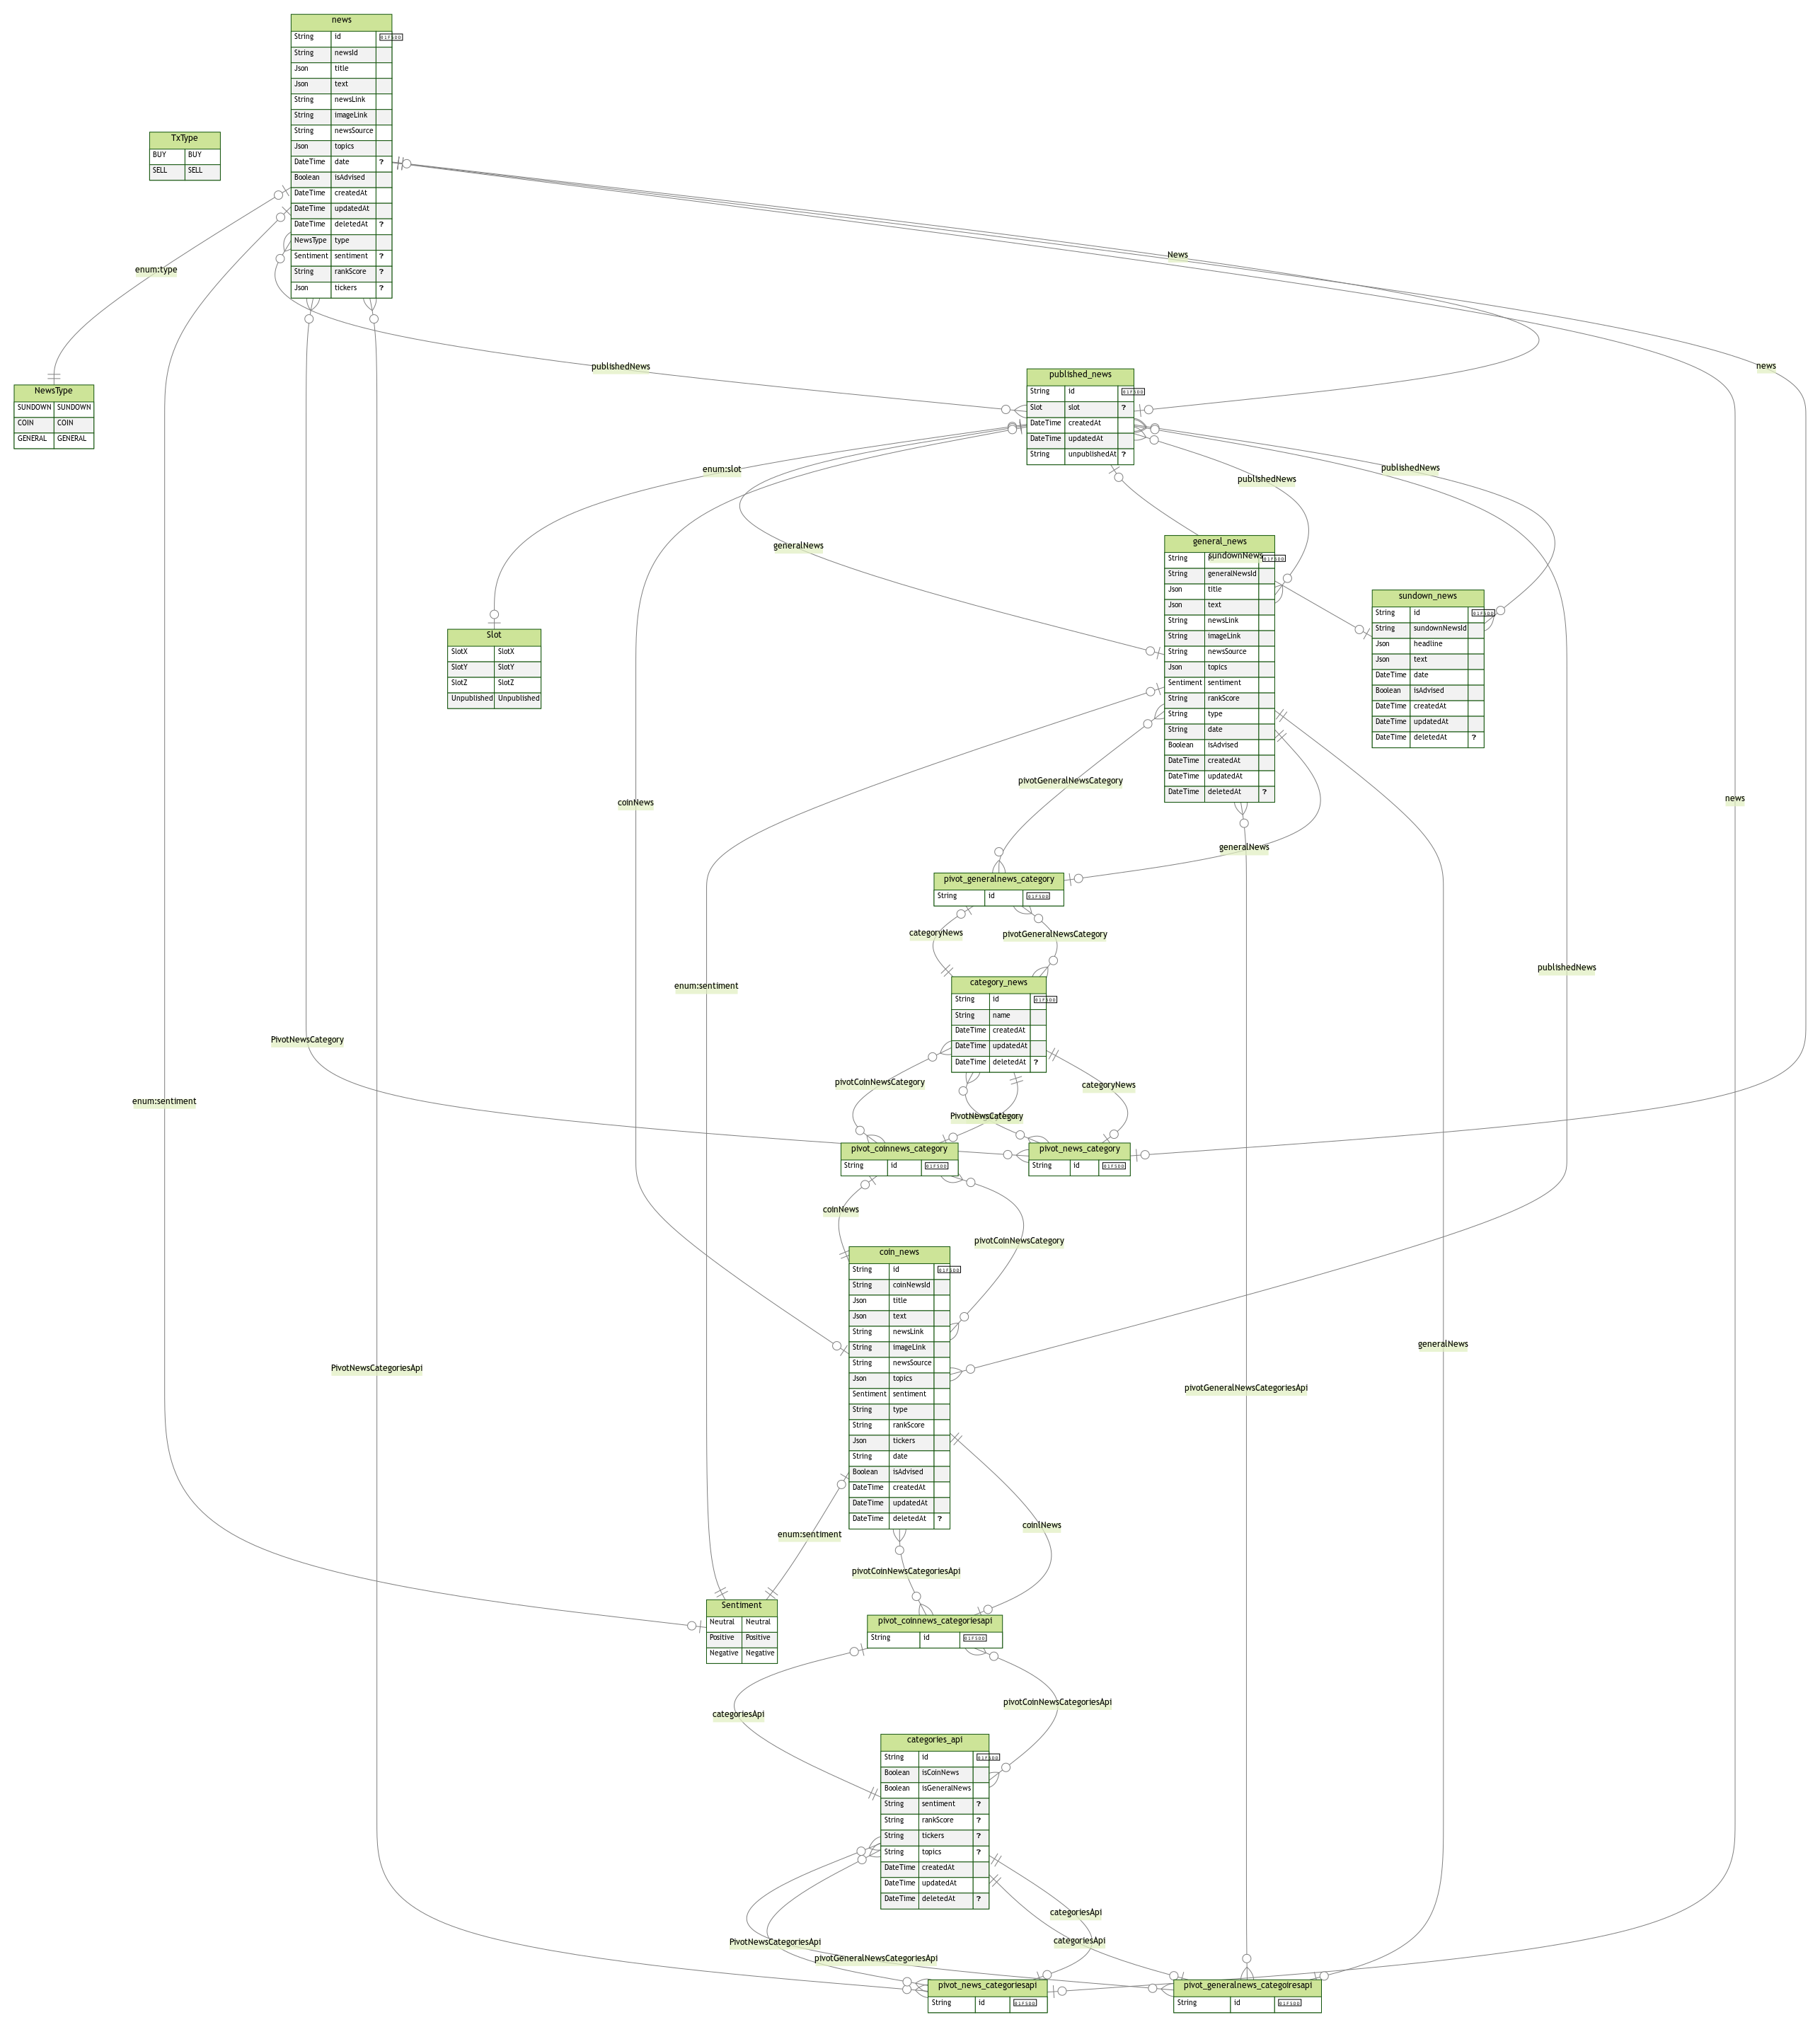 news
String id
String newsId
Json title
Json text
String newsLink
String imageLink
String newsSource
Json topics
DateTime date ?
Boolean isAdvised
DateTime createdAt
DateTime updatedAt
DateTime deletedAt ?
NewsType type
Sentiment sentiment ?
String rankScore ?
Json tickers ?
TxType
BUY BUY
SELL SELL
News
enum:type
publishedNews
news
NewsType
SUNDOWN SUNDOWN
COIN COIN
GENERAL GENERAL
published_news
String id
Slot slot ?
DateTime createdAt
DateTime updatedAt
String unpublishedAt ?
enum:slot
publishedNews
publishedNews
generalNews
general_news
String
sundownNews
String generalNewsId
Json title
Json text
String newsLink
String imageLink
String newsSource
Json topics
Sentiment sentiment
String rankScore
String type
String date
Boolean isAdvised
DateTime createdAt
DateTime updatedAt
DateTime deletedAt ?
sundown_news
String id
String sundownNewsId
Json headline
Json text
DateTime date
Boolean isAdvised
DateTime createdAt
DateTime updatedAt
DateTime deletedAt ?
Slot
SlotX SlotX
SlotY SlotY
SlotZ SlotZ
Unpublished Unpublished
pivotGeneralNewsCategory
coinNews
news
generalNews
pivot_generalnews_category
String id
categoryNews
pivotGeneralNewsCategory
publishedNews
enum:sentiment
category_news
String id
String name
DateTime createdAt
DateTime updatedAt
DateTime deletedAt ?
PivotNewsCategory
pivotCoinNewsCategory
categoryNews
enum:sentiment
PivotNewsCategory
pivot_coinnews_category
String id
pivot_news_category
String id
coinNews
pivotCoinNewsCategory
coin_news
String id
String coinNewsId
Json title
Json text
String newsLink
String imageLink
String newsSource
Json topics
Sentiment sentiment
String type
String rankScore
Json tickers
String date
Boolean isAdvised
DateTime createdAt
DateTime updatedAt
DateTime deletedAt ?
generalNews
PivotNewsCategoriesApi
pivotGeneralNewsCategoriesApi
coinlNews
enum:sentiment
pivotCoinNewsCategoriesApi
Sentiment
Neutral Neutral
Positive Positive
Negative Negative
pivot_coinnews_categoriesapi
String id
pivotCoinNewsCategoriesApi
categoriesApi
categories_api
String id
Boolean isCoinNews
Boolean isGeneralNews
String sentiment ?
String rankScore ?
String tickers ?
String topics ?
DateTime createdAt
DateTime updatedAt
DateTime deletedAt ?
categoriesApi
PivotNewsCategoriesApi
categoriesApi
pivotGeneralNewsCategoriesApi
pivot_news_categoriesapi
String id
pivot_generalnews_categoiresapi
String id